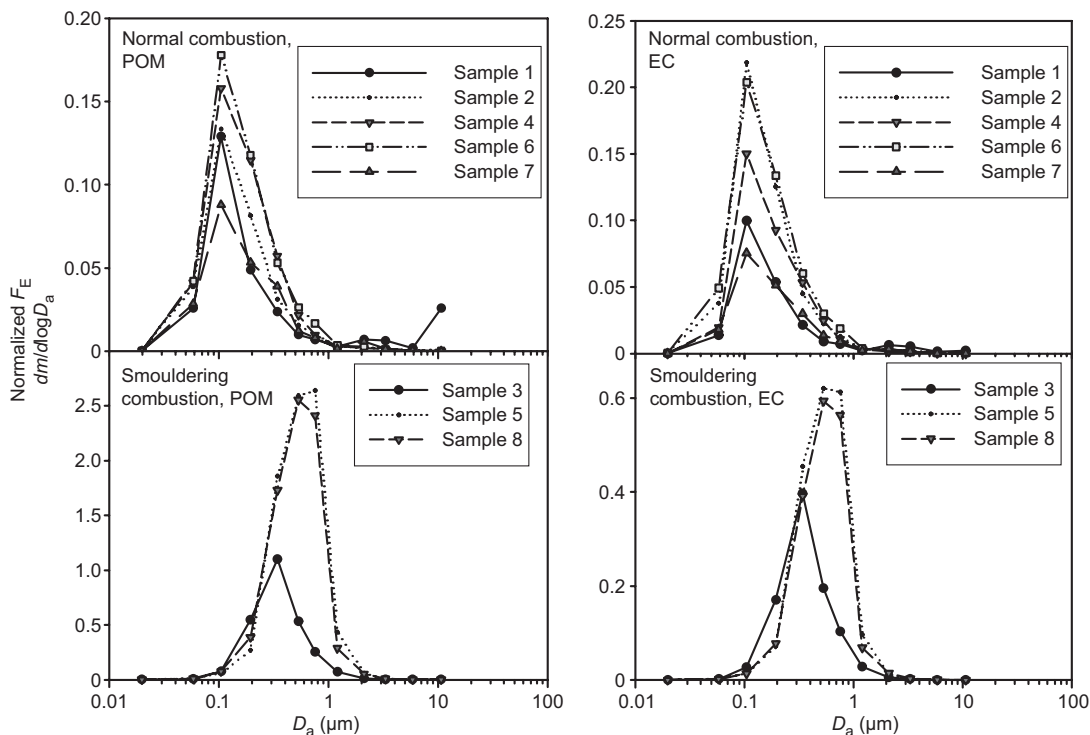 Normalized F_E
dm/dlogD_a
0.20
0.15
0.10
0.05
0
Normal combustion,
POM
Sample 1
Sample 2
Sample 4
Sample 6
Sample 7
0.25
0.20
0.15
0.10
0.05
0
Normal combustion,
EC
Sample 1
Sample 2
Sample 4
Sample 6
Sample 7
2.5
2.0
1.5
1.0
0.5
0
Smouldering
combustion, POM
Sample 3
Sample 5
Sample 8
0.01 0.1 1 10 100
D_a (µm)
0.6
0.4
0.2
0
Smouldering
combustion, EC
Sample 3
Sample 5
Sample 8
0.01 0.1 1 10 100
D_a (µm)